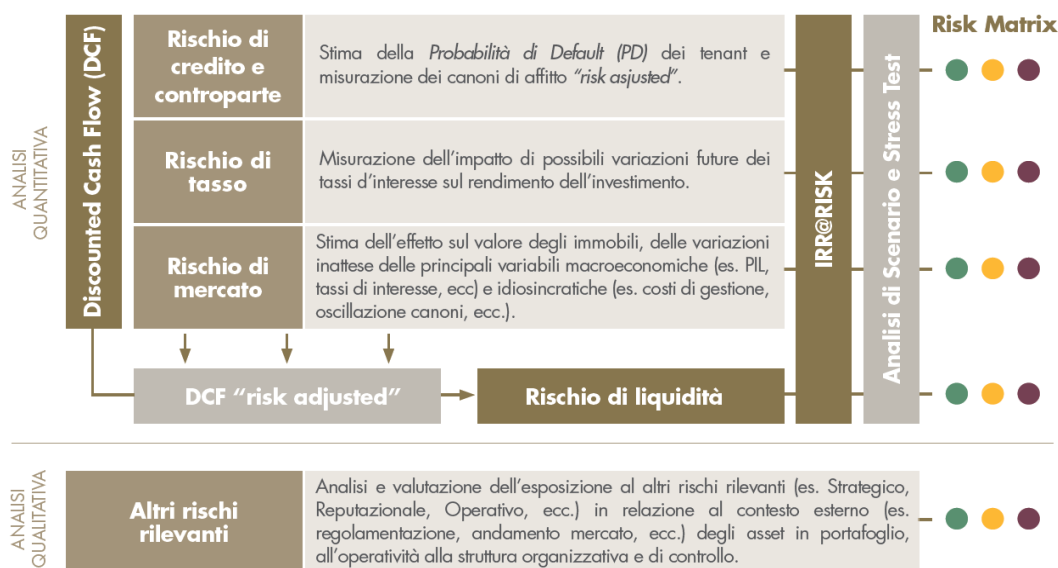 Risk Matrix
ANALISI
QUANTITATIVA
Discounted Cash Flow (DCF)
Rischio di
credito e
controparte
Stima della Probabilità di Default (PD) dei tenant e
misurazione dei canoni di affitto “risk asjusted”.
Rischio di
tasso
Misurazione dell’impatto di possibili variazioni future dei
tassi d’interesse sul rendimento dell’investimento.
Rischio di
mercato
Stima dell’effetto sul valore degli immobili, delle variazioni
inattese delle principali variabili macroeconomiche (es. PIL,
tassi di interesse, ecc) e idiosincratiche (es. costi di gestione,
oscillazione canoni, ecc.).
IRR@RISK
Analisi di Scenario e Stress Test
DCF “risk adjusted”
Rischio di liquidità
ANALISI
QUALITATIVA
Altri rischi
rilevanti
Analisi e valutazione dell’esposizione al altri rischi rilevanti (es. Strategico,
Reputazionale, Operativo, ecc.) in relazione al contesto esterno (es.
regolamentazione, andamento mercato, ecc.) degli asset in portafoglio,
all’operatività alla struttura organizzativa e di controllo.